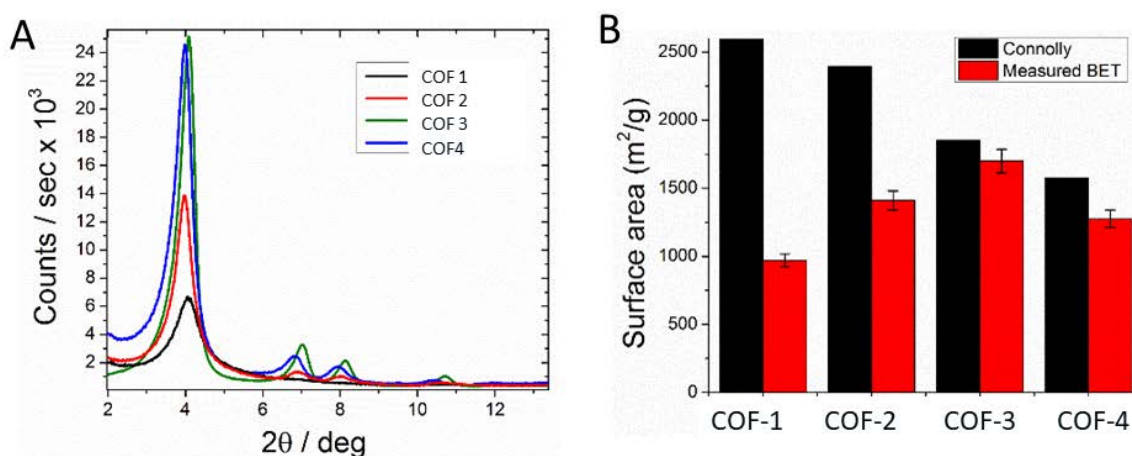 A
Counts / sec x 10³
24
22
20
18
16
14
12
10
8
6
4
2
2 4 6 8 10 12
2θ / deg
COF 1
COF 2
COF 3
COF4
B
Surface area (m²/g)
2500
2000
1500
1000
500
0
Connolly
Measured BET
COF-1 COF-2 COF-3 COF-4